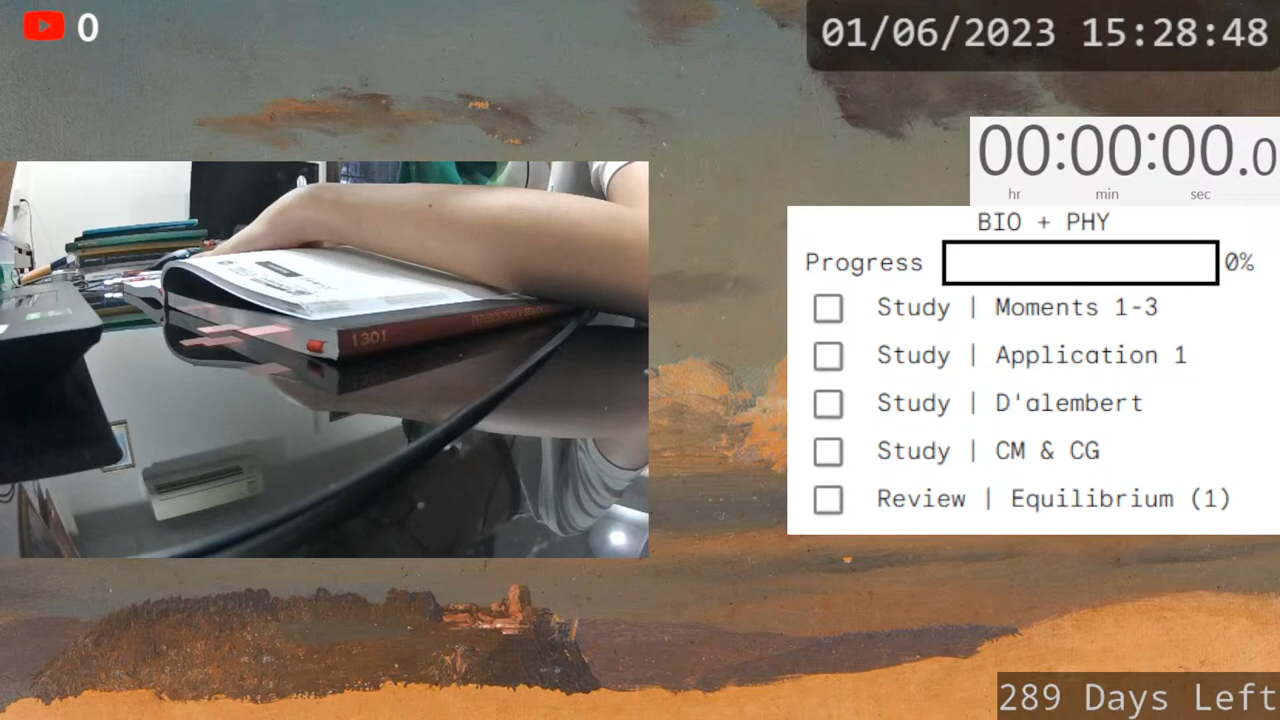 0
01/06/2023 15:28:48
00:00:00.0
hr min sec
BIO + PHY
Progress 0%
Study | Moments 1-3
Study | Application 1
Study | D'alembert
Study | CM & CG
Review | Equilibrium (1)
1301
289 Days Left